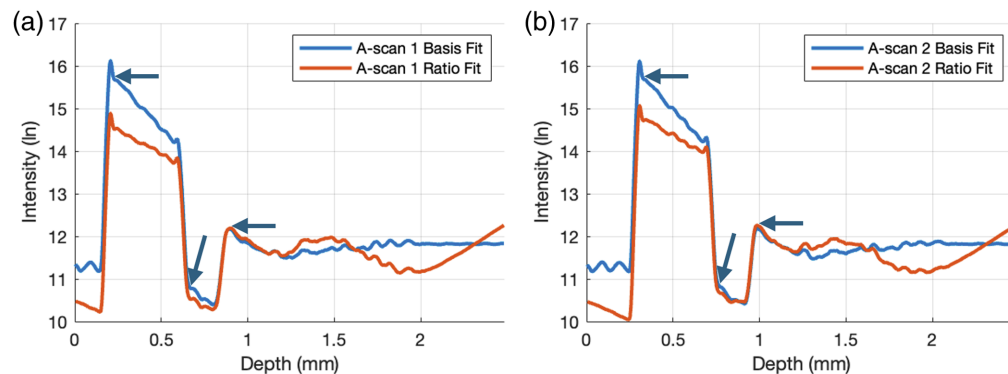 (a)
17
16
15
14
13
12
11
10
Intensity (ln)
0
0.5
1
1.5
2
Depth (mm)
A-scan 1 Basis Fit
A-scan 1 Ratio Fit
(b)
17
16
15
14
13
12
11
10
Intensity (ln)
0
0.5
1
1.5
2
Depth (mm)
A-scan 2 Basis Fit
A-scan 2 Ratio Fit